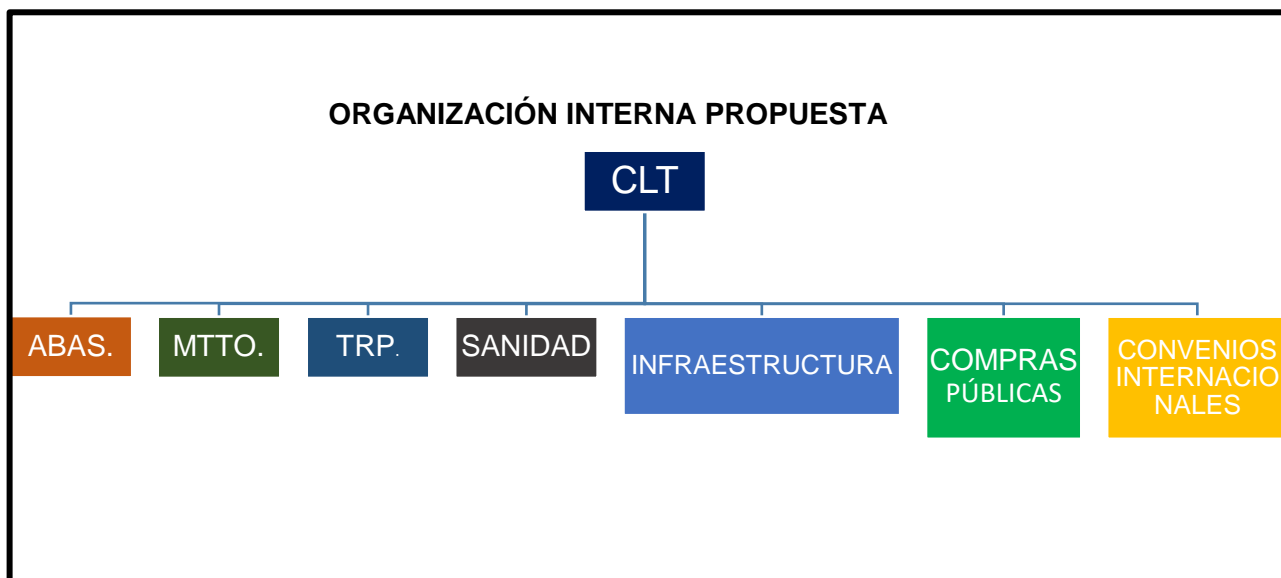 ORGANIZACIÓN INTERNA PROPUESTA
CLT
ABAS.
MTTO.
TRP.
SANIDAD
INFRAESTRUCTURA
COMPRAS
PÚBLICAS
CONVENIOS
INTERNACIO
NALES